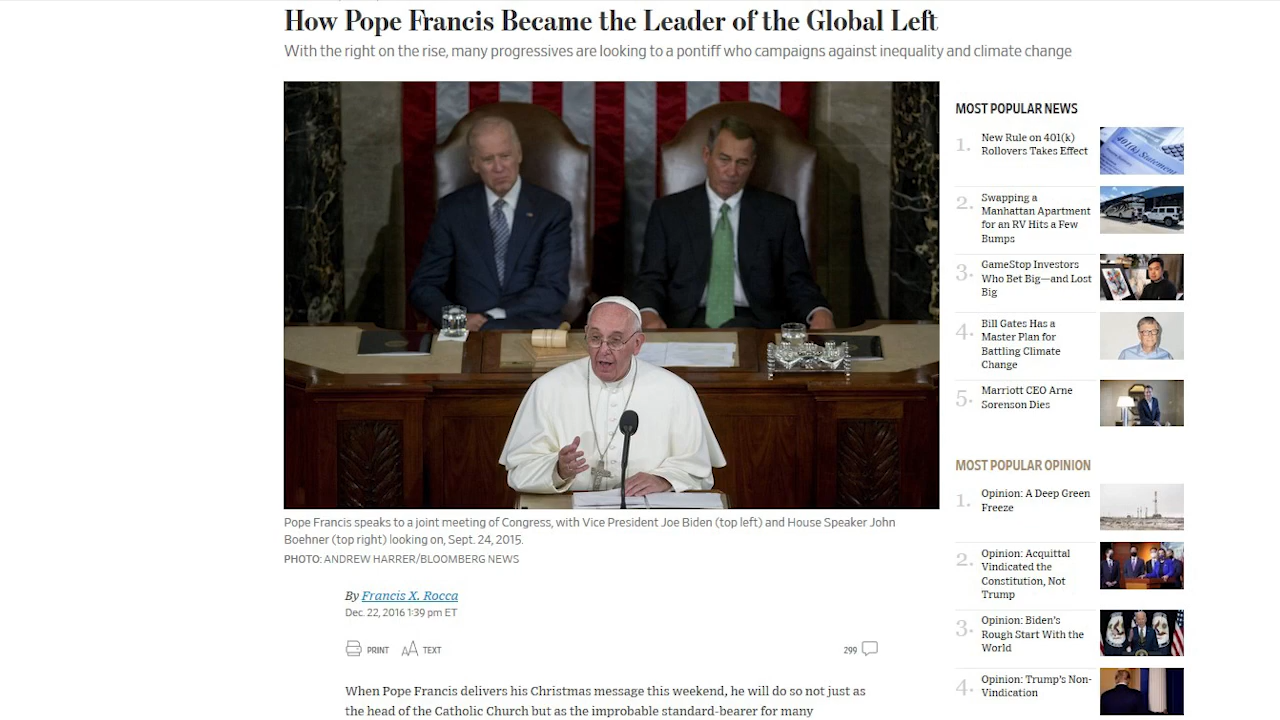 How Pope Francis Became the Leader of the Global Left
With the right on the rise, many progressives are looking to a pontiff who campaigns against inequality and climate change
Pope Francis speaks to a joint meeting of Congress, with Vice President Joe Biden (top left) and House Speaker John
Boehner (top right) looking on, Sept. 24, 2015.
PHOTO: ANDREW HARRER/BLOOMBERG NEWS
By Francis X. Rocca
Dec. 22, 2016 1:39 pm ET
PRINT
TEXT
299
When Pope Francis delivers his Christmas message this weekend, he will do so not just as
the head of the Catholic Church but as the improbable standard-bearer for many
MOST POPULAR NEWS
1.
New Rule on 401(k)
Rollovers Takes Effect
401(k) Statement
2.
Swapping a
Manhattan Apartment
for an RV Hits a Few
Bumps
3.
GameStop Investors
Who Bet Big—and Lost
Big
4.
Bill Gates Has a
Master Plan for
Battling Climate
Change
5.
Marriott CEO Arne
Sorenson Dies
MOST POPULAR OPINION
1.
Opinion: A Deep Green
Freeze
2.
Opinion: Acquittal
Vindicated the
Constitution, Not
Trump
3.
Opinion: Biden's
Rough Start With the
World
4.
Opinion: Trump's Non-
Vindication